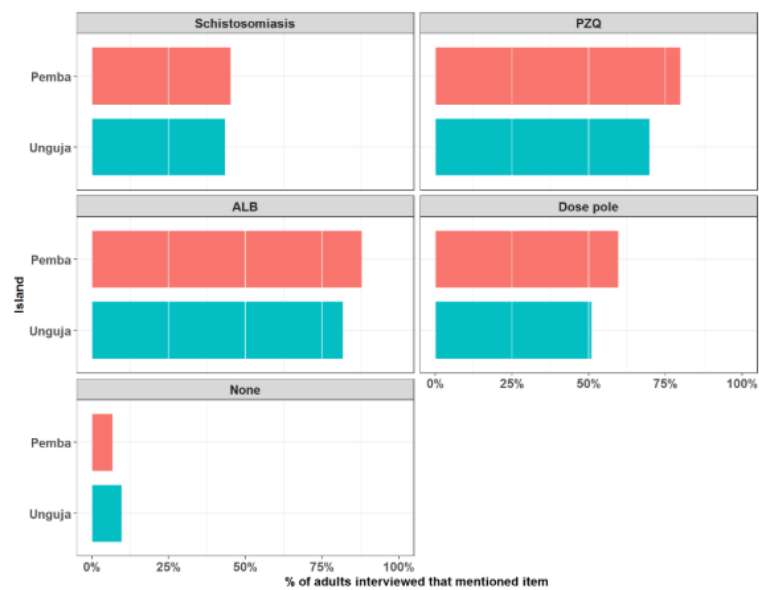 Schistosomiasis
PZQ
Pemba
Unguja
ALB
Dose pole
Pemba
Unguja
Island
0% 25% 50% 75% 100%
None
Pemba
Unguja
0% 25% 50% 75% 100%
% of adults interviewed that mentioned item